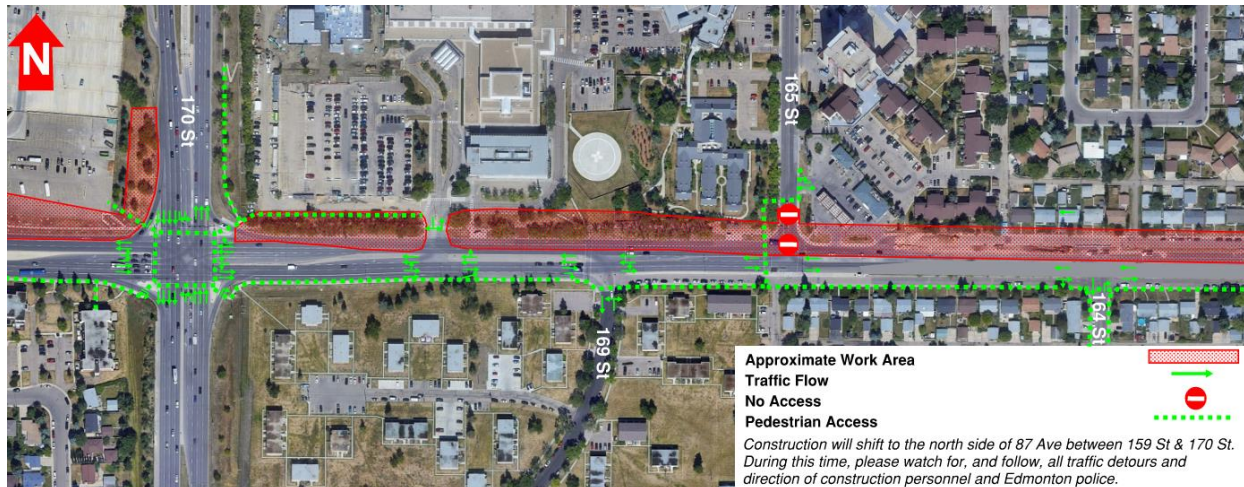 N
170 St
165 St
169 St
164 St
Approximate Work Area
Traffic Flow
No Access
Pedestrian Access
Construction will shift to the north side of 87 Ave between 159 St & 170 St.
During this time, please watch for, and follow, all traffic detours and
direction of construction personnel and Edmonton police.